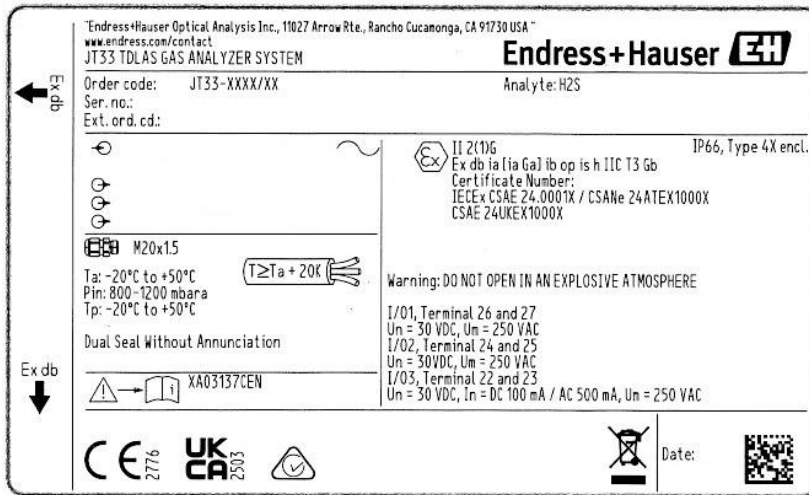 "Endress+Hauser Optical Analysis Inc., 11027 Arrow Rte., Rancho Cucamonga, CA 91730 USA "
www.endress.com/contact
JT33 TDLAS GAS ANALYZER SYSTEM
Endress+Hauser EH
Ex db
Order code: JT33-XXXX/XX
Ser. no.:
Ext. ord. cd.:
Analyte: H2S
Ex II 2(1)G
IP66, Type 4X encl.
Ex db ia [ia Ga] ib op is h IIC T3 Gb
Certificate Number:
IECEx CSAE 24.0001X / CSANe 24ATEX1000X
CSAE 24UKEX1000X
M20x1.5
Ta: -20°C to +50°C
Pin: 800-1200 mbara
Tp: -20°C to +50°C
T≥Ta + 20K
Dual Seal Without Annunciation
Warning: DO NOT OPEN IN AN EXPLOSIVE ATMOSPHERE
I/O1, Terminal 26 and 27
Un = 30 VDC, Um = 250 VAC
I/O2, Terminal 24 and 25
Un = 30VDC, Um = 250 VAC
I/O3, Terminal 22 and 23
Un = 30 VDC, In = DC 100 mA / AC 500 mA, Um = 250 VAC
Ex db
XA03137CEN
CE 2776
UK
CA 2503
Date: